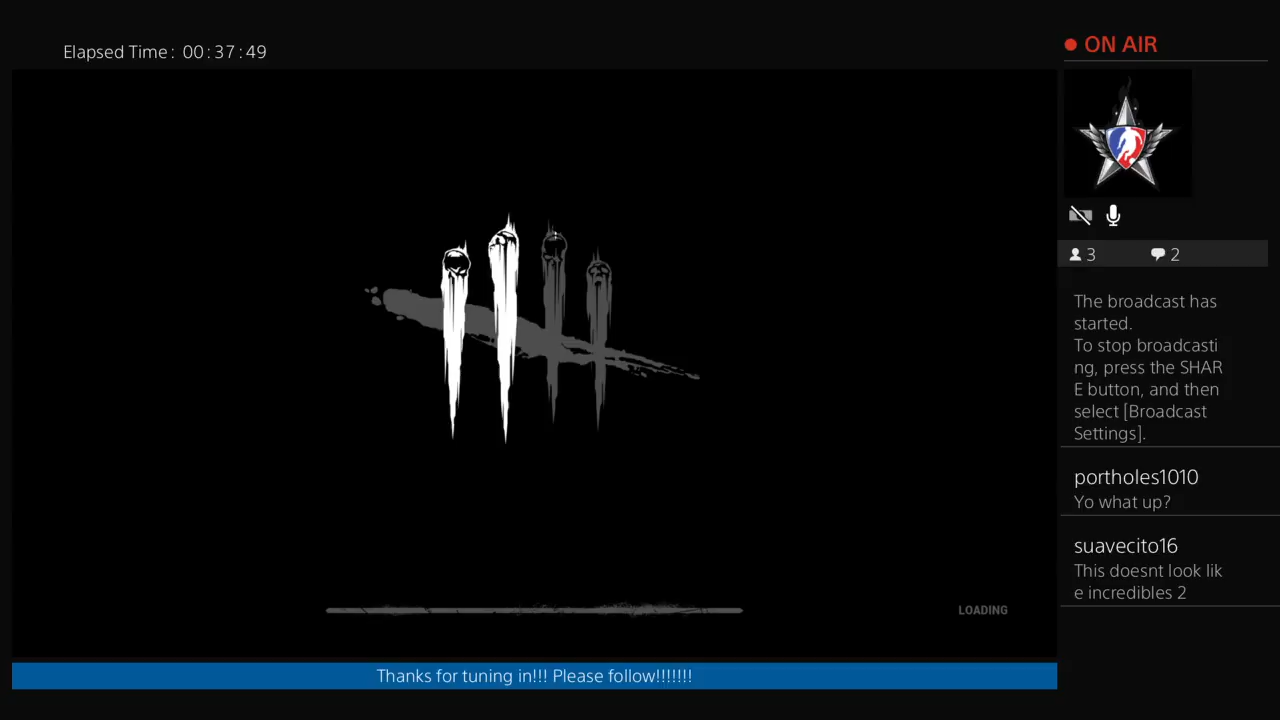 Elapsed Time: 00:37:49
ON AIR
3
2
The broadcast has
started.
To stop broadcasti
ng, press the SHAR
E button, and then
select [Broadcast
Settings].
portholes1010
Yo what up?
suavecito16
This doesnt look lik
e incredibles 2
LOADING
Thanks for tuning in!!! Please follow!!!!!!!